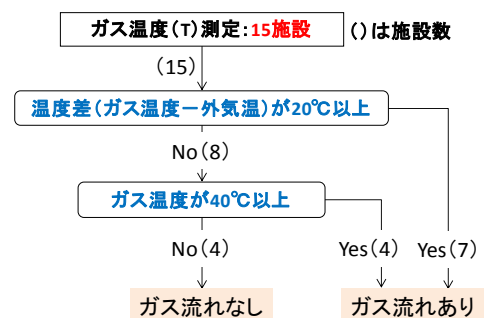 ガス温度(T)測定:15施設 ()は施設数
(15)
温度差(ガス温度－外気温)が20℃以上
No(8)
ガス温度が40℃以上
No(4) Yes(4) Yes(7)
ガス流れなし ガス流れあり